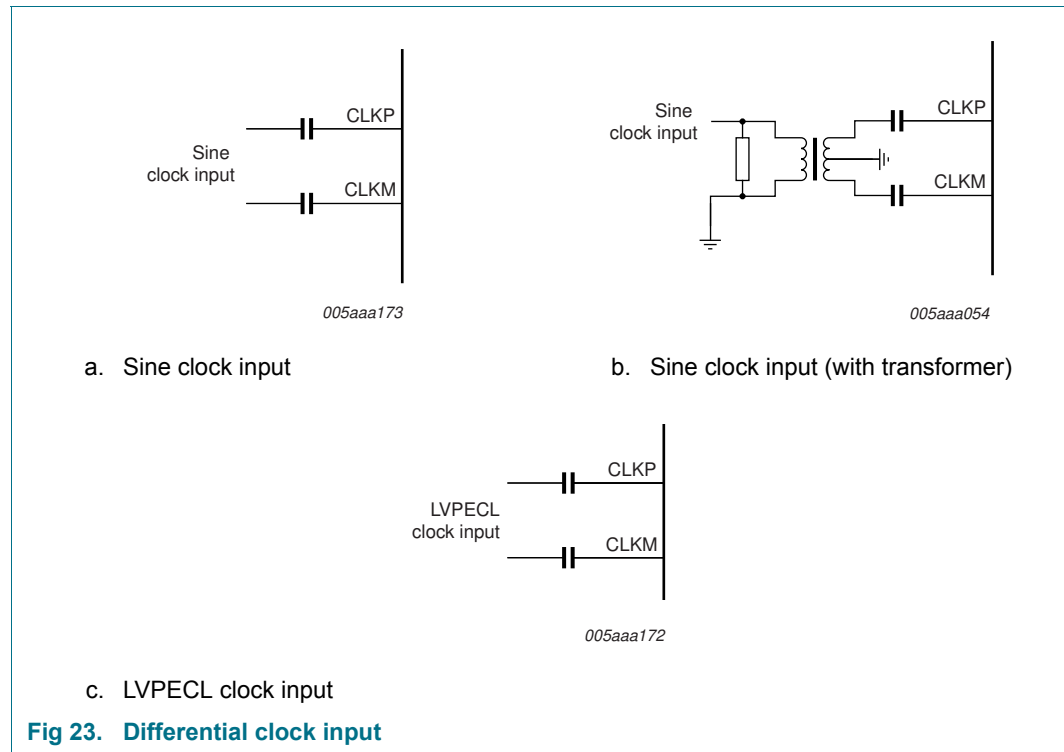 CLKP
Sine
clock input
CLKM
005aaa173
a. Sine clock input
Sine
clock input
CLKP
CLKM
005aaa054
b. Sine clock input (with transformer)
CLKP
LVPECL
clock input
CLKM
005aaa172
c. LVPECL clock input
Fig 23. Differential clock input